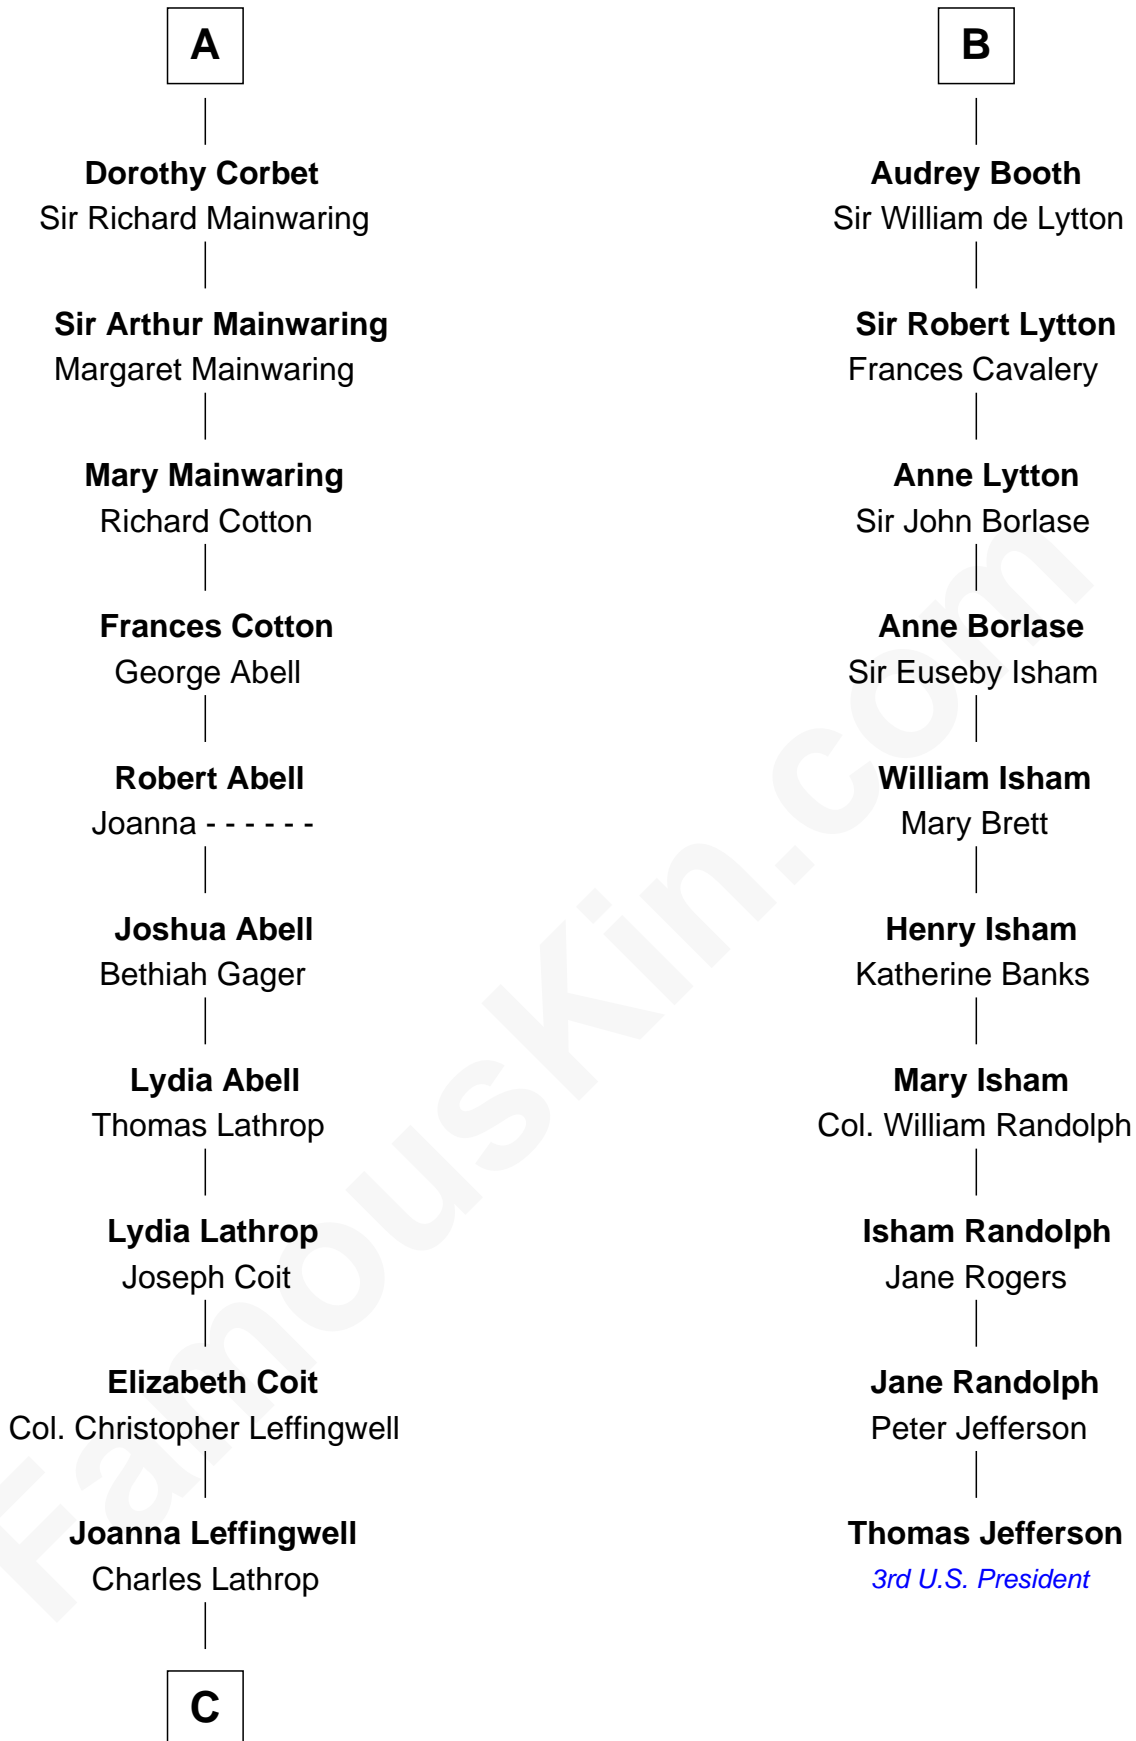 A
Dorothy Corbet
Sir Richard Mainwaring
Sir Arthur Mainwaring
Margaret Mainwaring
Mary Mainwaring
Richard Cotton
Frances Cotton
George Abell
Robert Abell
Joanna - - - - - -
Joshua Abell
Bethiah Gager
Lydia Abell
Thomas Lathrop
Lydia Lathrop
Joseph Coit
Elizabeth Coit
Col. Christopher Leffingwell
Joanna Leffingwell
Charles Lathrop
C
B
Audrey Booth
Sir William de Lytton
Sir Robert Lytton
Frances Cavalery
Anne Lytton
Sir John Borlase
Anne Borlase
Sir Euseby Isham
William Isham
Mary Brett
Henry Isham
Katherine Banks
Mary Isham
Col. William Randolph
Isham Randolph
Jane Rogers
Jane Randolph
Peter Jefferson
Thomas Jefferson
3rd U.S. President
FamousKin.com